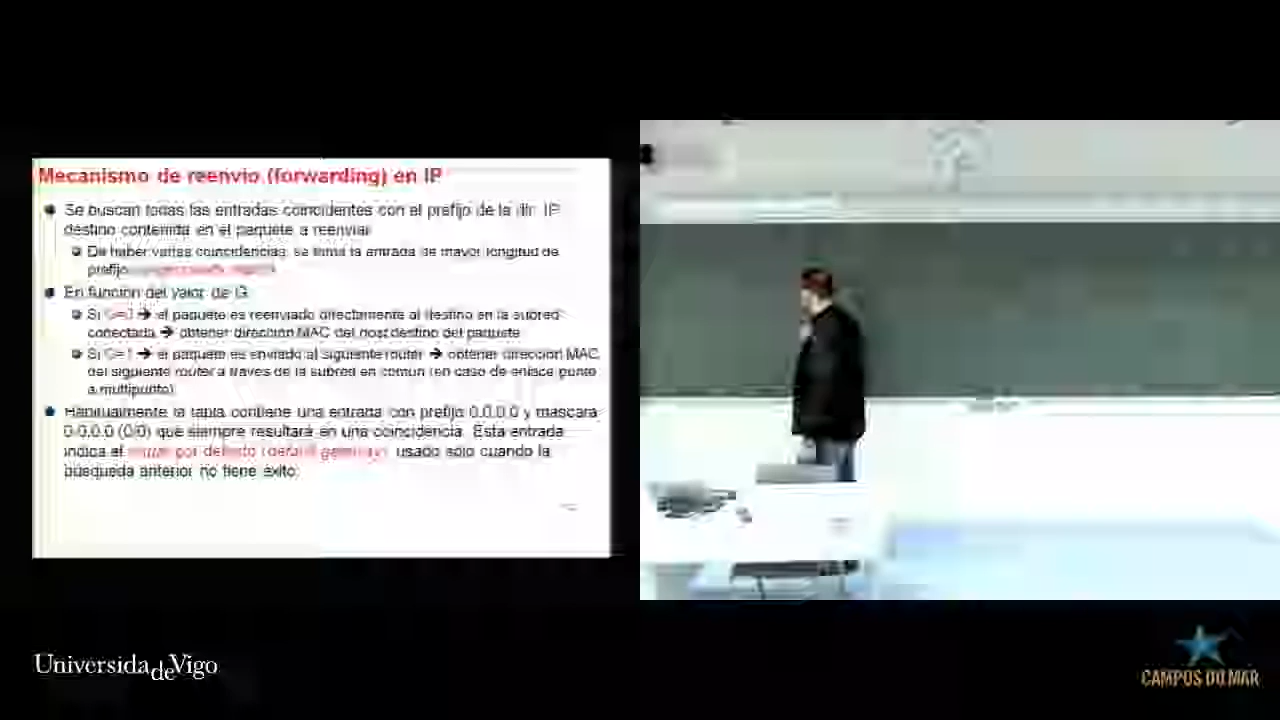 Mecanismo de reenvío (forwarding) en IP
Se buscan todas las entradas coincidentes con el prefijo de la dir. IP
destino contenida en el paquete a reenviar
De haber varias coincidencias, se toma la entrada de mayor longitud de
prefijo
En función del valor de G
Si G=0 → el paquete es reenviado directamente al destino en la subred
conectada → obtener dirección MAC del host destino del paquete
Si G=1 → el paquete es enviado al siguiente router → obtener dirección MAC
del siguiente router a través de la subred en común (en caso de enlace punto
a multipunto)
Habitualmente la tabla contiene una entrada con prefijo 0.0.0.0 y máscara
0.0.0.0 (0/0) que siempre resultará en una coincidencia. Esta entrada
indica el router por defecto (default gateway), usado sólo cuando la
búsqueda anterior no tiene éxito.
Universidade Vigo
CAMPOS DO MAR